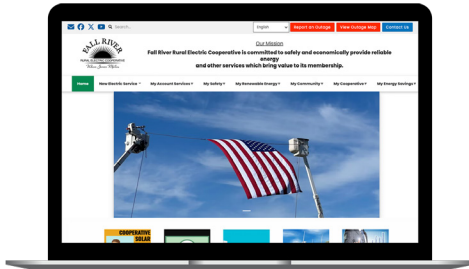 Search...
English
Report an Outage
View Outage Map
Contact us
FALL RIVER
RURAL ELECTRIC COOPERATIVE
Our Mission
Fall River Rural Electric Cooperative is committed to safely and economically provide reliable
energy
and other services which bring value to its membership.
Home
New Electric Service
My Account Services
My Safety
My Renewable Energy
My Community
My Cooperative
My Energy Savings
COOPERATIVE
SOLAR